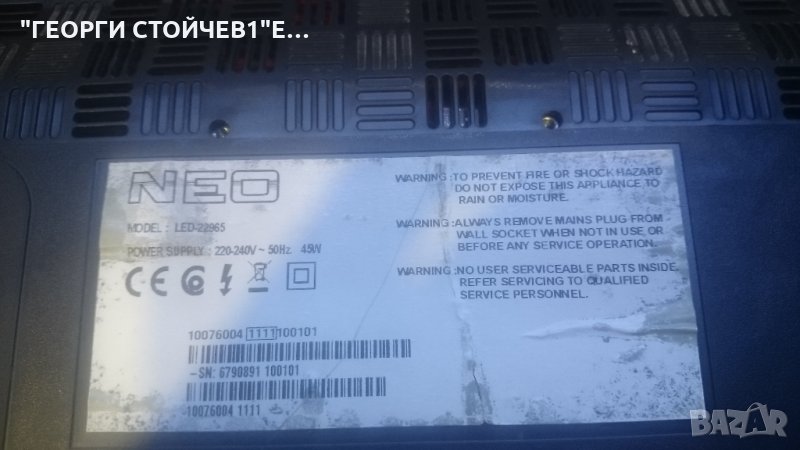 "ГЕОРГИ СТОЙЧЕВ1"Е...
NEO
MODEL : LED-22965
POWER SUPPLY : 220-240V ~ 50Hz. 45W
CE
WARNING :TO PREVENT FIRE OR SHOCK HAZARD
DO NOT EXPOSE THIS APPLIANCE TO
RAIN OR MOISTURE.
WARNING :ALWAYS REMOVE MAINS PLUG FROM
WALL SOCKET WHEN NOT IN USE OR
BEFORE ANY SERVICE OPERATION.
WARNING :NO USER SERVICEABLE PARTS INSIDE.
REFER SERVICING TO QUALIFIED
SERVICE PERSONNEL.
10076004 1111 100101
-SN: 6790891 100101
10076004 1111
BAZAR